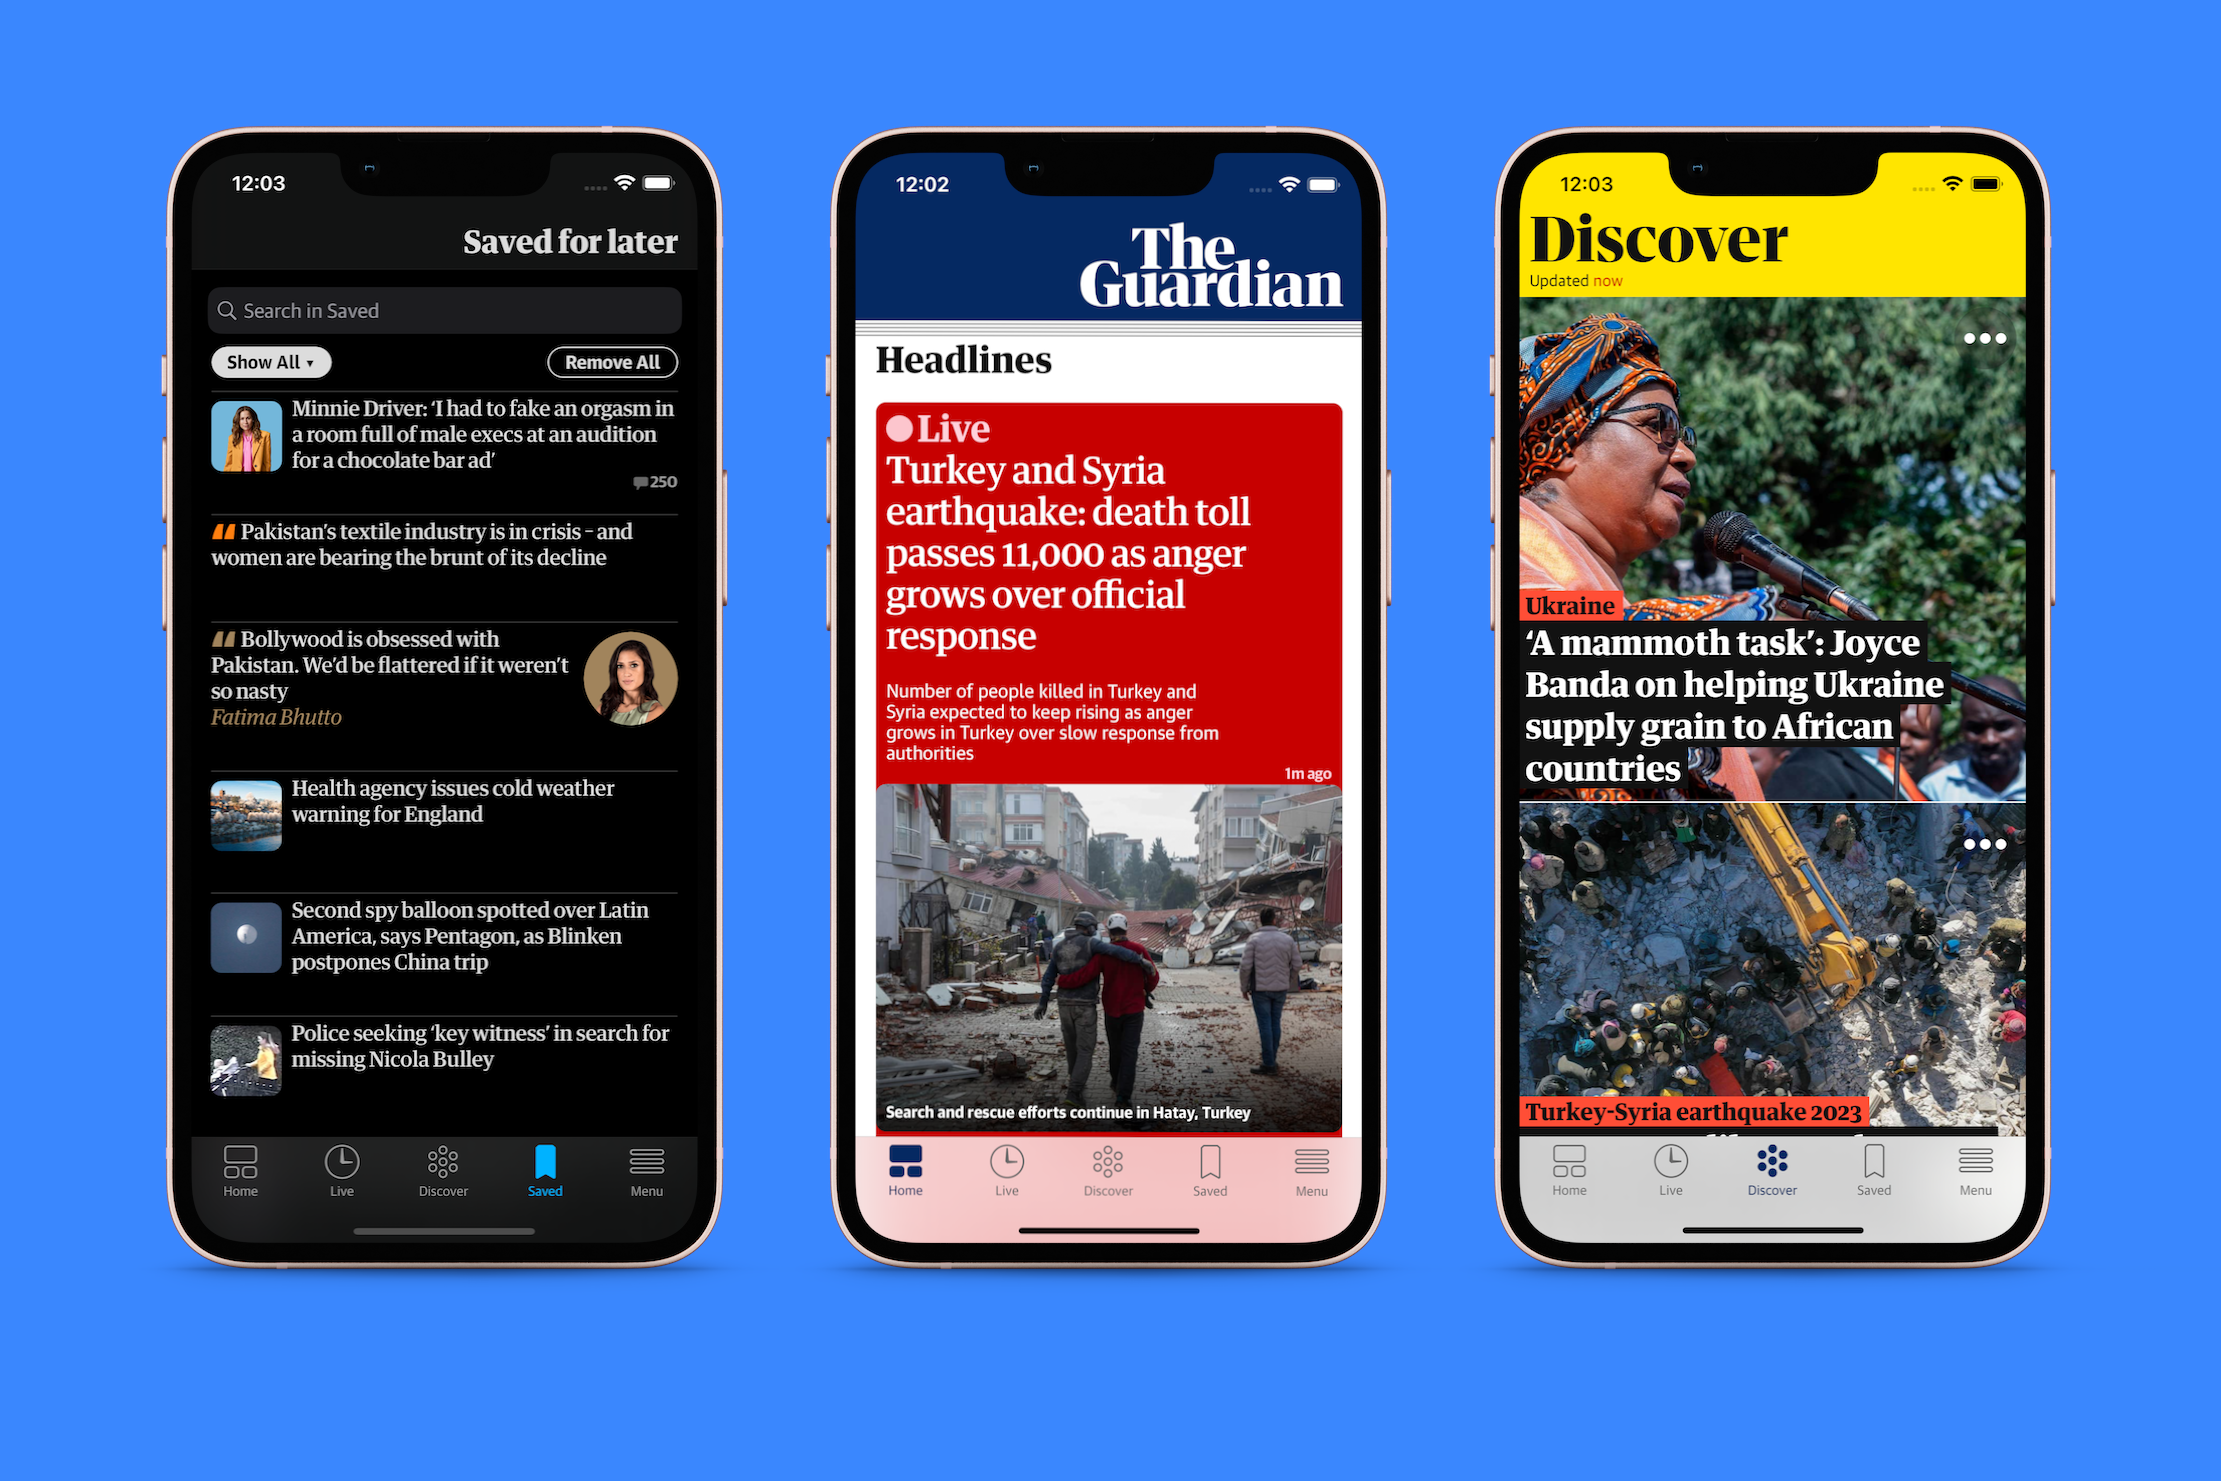 12:03
Saved for later
Search in Saved
Show All ▾
Remove All
Minnie Driver: ‘I had to fake an orgasm in
a room full of male execs at an audition
for a chocolate bar ad’
250
Pakistan’s textile industry is in crisis – and
women are bearing the brunt of its decline
Bollywood is obsessed with
Pakistan. We’d be flattered if it weren’t
so nasty
Fatima Bhutto
Health agency issues cold weather
warning for England
Second spy balloon spotted over Latin
America, says Pentagon, as Blinken
postpones China trip
Police seeking ‘key witness’ in search for
missing Nicola Bulley
Home Live Discover Saved Menu
12:02
The
Guardian
Headlines
Live
Turkey and Syria
earthquake: death toll
passes 11,000 as anger
grows over official
response
Number of people killed in Turkey and
Syria expected to keep rising as anger
grows in Turkey over slow response from
authorities
1m ago
Search and rescue efforts continue in Hatay, Turkey
Home Live Discover Saved Menu
12:03
Discover
Updated now
Ukraine
‘A mammoth task’: Joyce
Banda on helping Ukraine
supply grain to African
countries
Turkey-Syria earthquake 2023
Home Live Discover Saved Menu